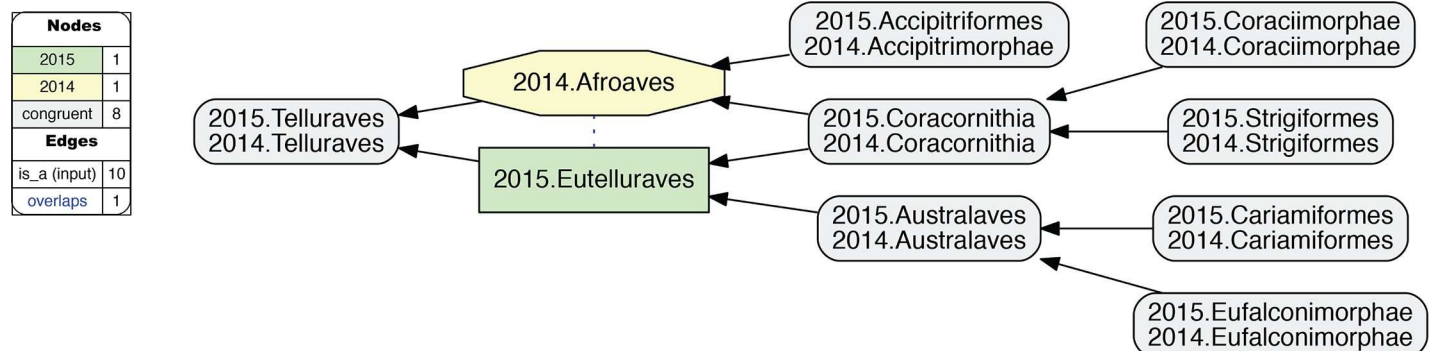 Nodes
2015 1
2014 1
congruent 8
Edges
is_a (input) 10
overlaps 1
2015.Telluraves
2014.Telluraves
2014.Afroaves
2015.Eutelluraves
2015.Accipitriformes
2014.Accipitrimorphae
2015.Coracornithia
2014.Coracornithia
2015.Australaves
2014.Australaves
2015.Coraciimorphae
2014.Coraciimorphae
2015.Strigiformes
2014.Strigiformes
2015.Cariamiformes
2014.Cariamiformes
2015.Eufalconimorphae
2014.Eufalconimorphae